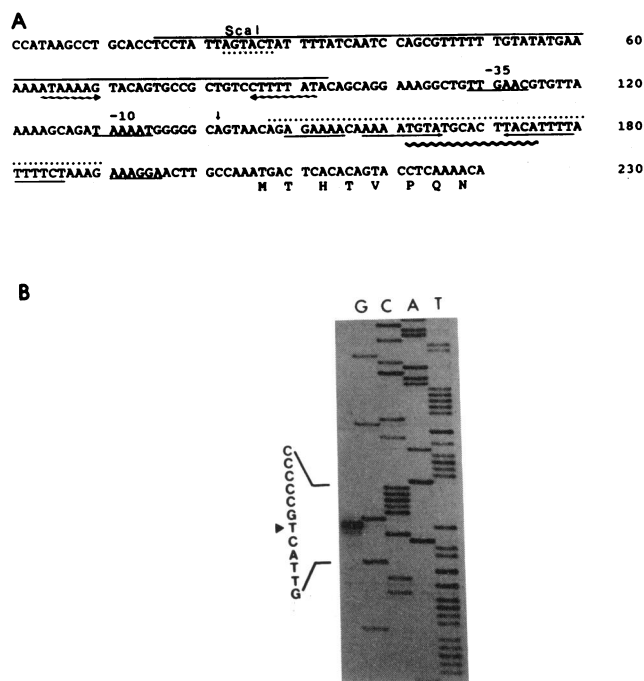 A
ScaI
CCATAAGCCT GCACCTCCTA TTAGTACTAT TTTATCAATC CAGCGTTTTT TGTATATGAA 60
-35
AAAATAAAAG TACAGTGCCG CTGTCCTTTT ATACAGCAGG AAAGGCTGTT GAACGTGTTA 120
-10 ↓
AAAAGCAGAT AAAATGGGGG CAGTAACAGA GAAAACAAAA ATGTATGCAC TTACATTTTA 180
TTTTCTAAAG AAAGGAACTT GCCAAATGAC TCACACAGTA CCTCAAAACA 230
M T H T V P Q N
B
G C A T
C
C
C
C
C
G
T
C
A
T
T
G